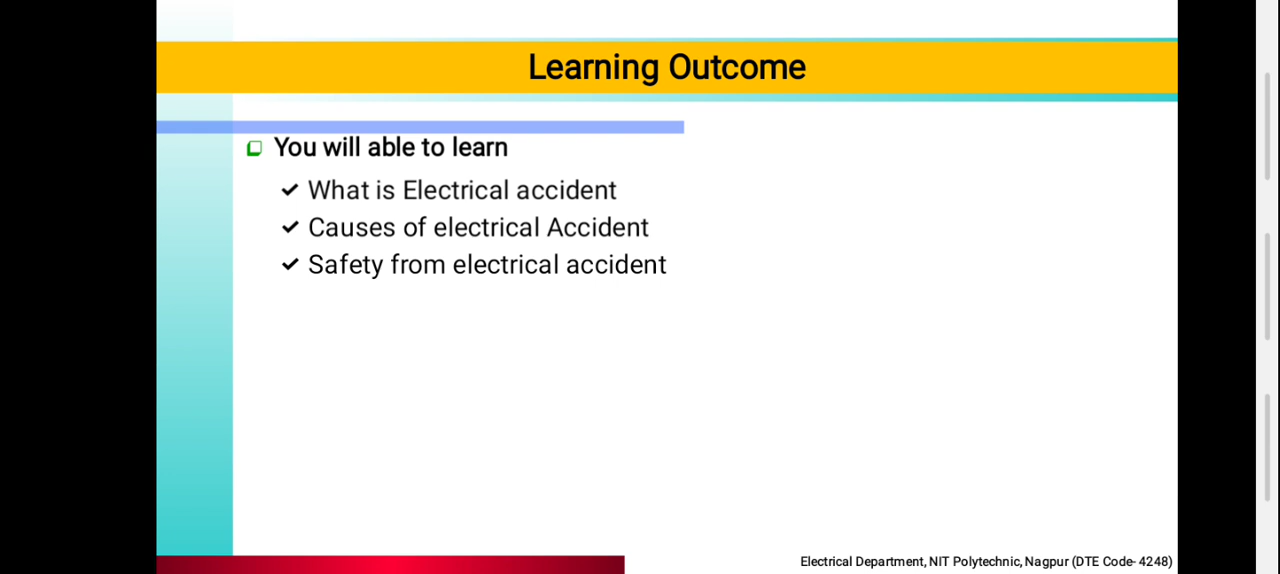 Learning Outcome
You will able to learn
What is Electrical accident
Causes of electrical Accident
Safety from electrical accident
Electrical Department, NIT Polytechnic, Nagpur (DTE Code- 4248)